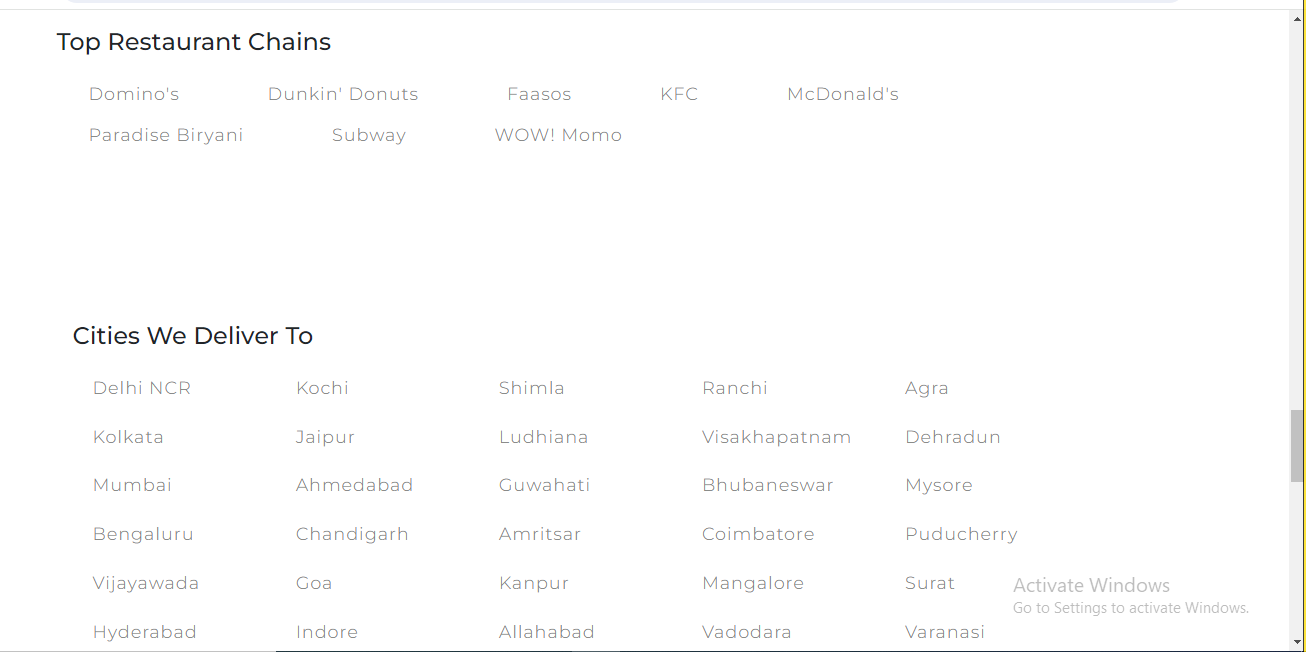 Top Restaurant Chains
Domino's Dunkin' Donuts Faasos KFC McDonald's
Paradise Biryani Subway WOW! Momo
Cities We Deliver To
Delhi NCR Kochi Shimla Ranchi Agra
Kolkata Jaipur Ludhiana Visakhapatnam Dehradun
Mumbai Ahmedabad Guwahati Bhubaneswar Mysore
Bengaluru Chandigarh Amritsar Coimbatore Puducherry
Vijayawada Goa Kanpur Mangalore Surat
Hyderabad Indore Allahabad Vadodara Varanasi
Activate Windows
Go to Settings to activate Windows.